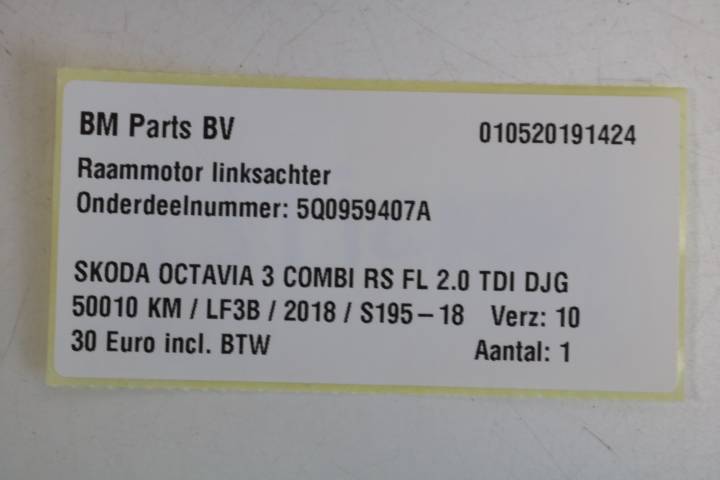 BM Parts BV 010520191424
Raammotor linksachter
Onderdeelnummer: 5Q0959407A
SKODA OCTAVIA 3 COMBI RS FL 2.0 TDI DJG
50010 KM / LF3B / 2018 / S195-18 Verz: 10
30 Euro incl. BTW Aantal: 1